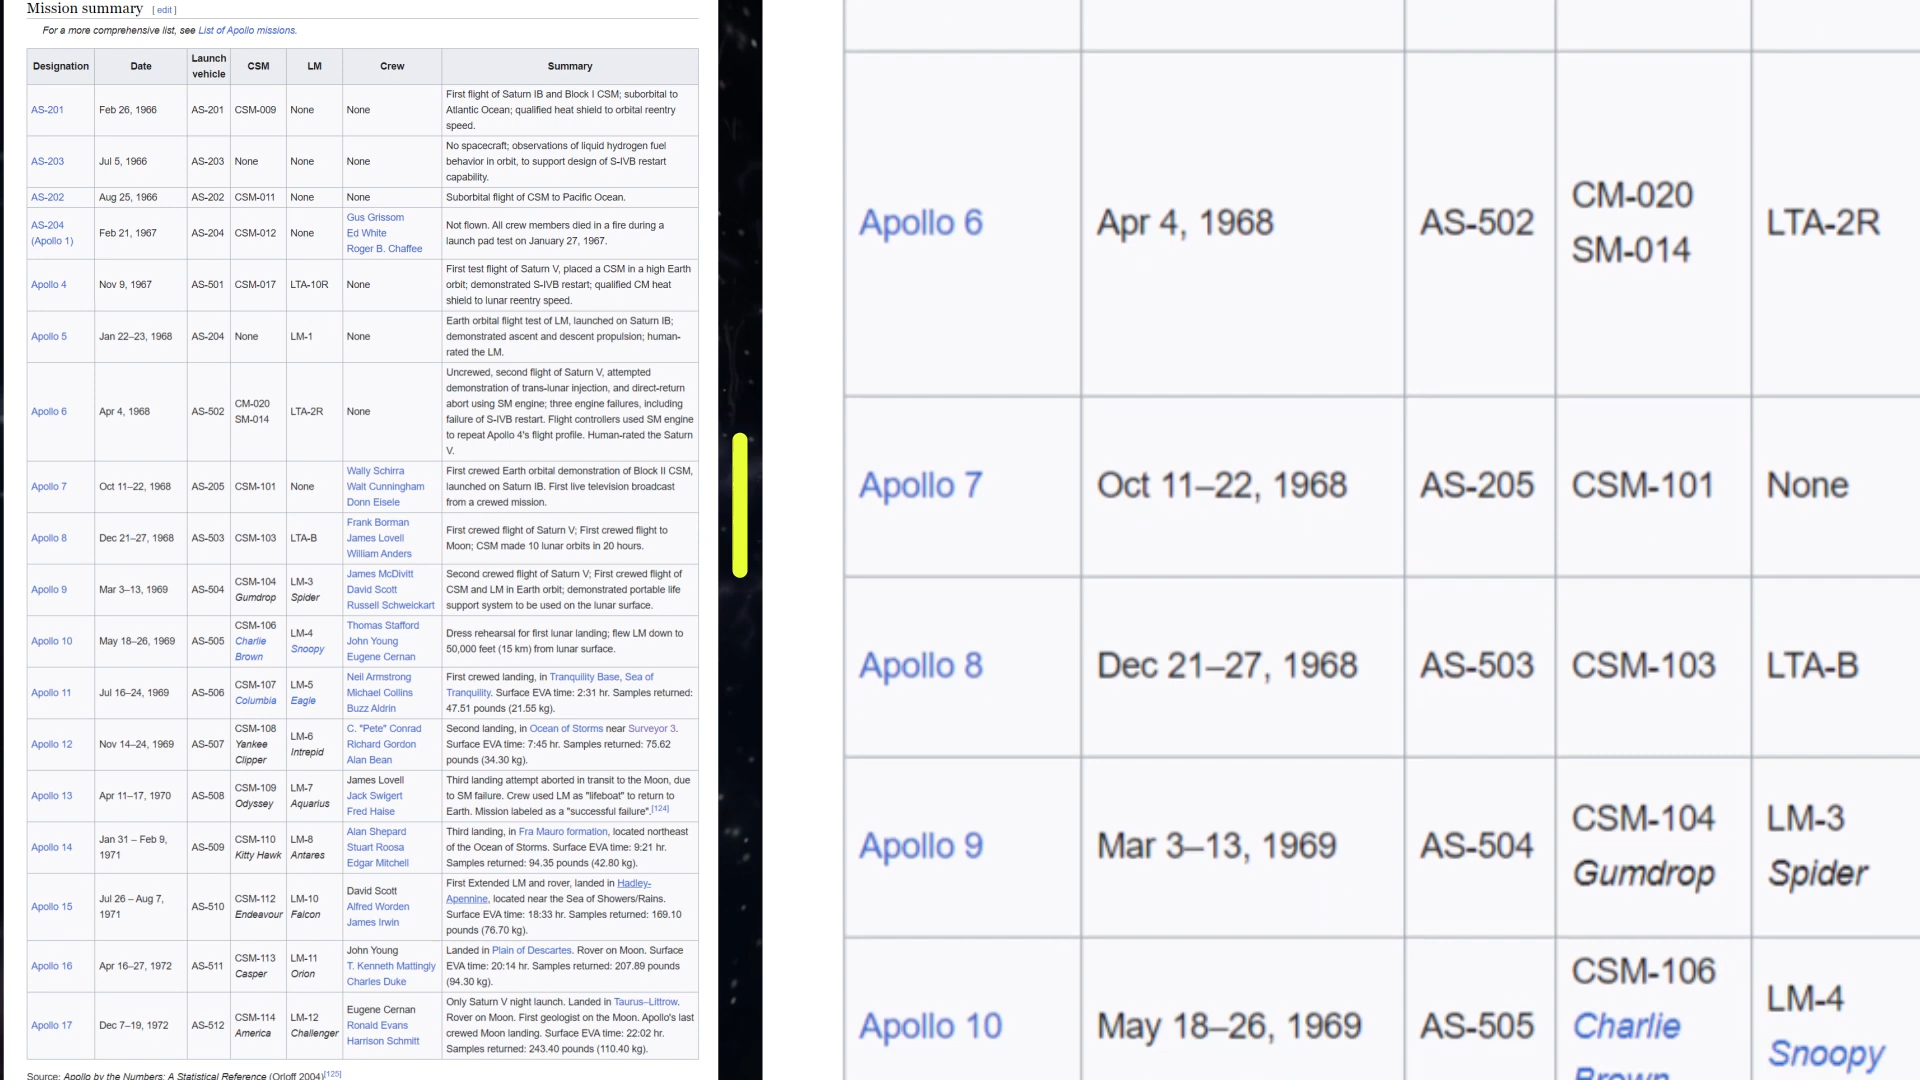 Mission summary [ edit ]
For a more comprehensive list, see List of Apollo missions.
Designation Date Launch vehicle CSM LM Crew Summary
AS-201 Feb 26, 1966 AS-201 CSM-009 None None First flight of Saturn IB and Block I CSM; suborbital to
Atlantic Ocean; qualified heat shield to orbital reentry
speed.
AS-203 Jul 5, 1966 AS-203 None None None No spacecraft; observations of liquid hydrogen fuel
behavior in orbit, to support design of S-IVB restart
capability.
AS-202 Aug 25, 1966 AS-202 CSM-011 None None Suborbital flight of CSM to Pacific Ocean.
AS-204 (Apollo 1) Feb 21, 1967 AS-204 CSM-012 None Gus Grissom Ed White Roger B. Chaffee Not flown. All crew members died in a fire during a
launch pad test on January 27, 1967.
Apollo 4 Nov 9, 1967 AS-501 CSM-017 LTA-10R None First test flight of Saturn V, placed a CSM in a high Earth
orbit; demonstrated S-IVB restart; qualified CM heat
shield to lunar reentry speed.
Apollo 5 Jan 22–23, 1968 AS-204 None LM-1 None Earth orbital flight test of LM, launched on Saturn IB;
demonstrated ascent and descent propulsion; human-
rated the LM.
Apollo 6 Apr 4, 1968 AS-502 CM-020 SM-014 LTA-2R None Uncrewed, second flight of Saturn V, attempted
demonstration of trans-lunar injection, and direct-return
abort using SM engine; three engine failures, including
failure of S-IVB restart. Flight controllers used SM engine
to repeat Apollo 4's flight profile. Human-rated the Saturn
V.
Apollo 7 Oct 11–22, 1968 AS-205 CSM-101 None Wally Schirra Walt Cunningham Donn Eisele First crewed Earth orbital demonstration of Block II CSM,
launched on Saturn IB. First live television broadcast
from a crewed mission.
Apollo 8 Dec 21–27, 1968 AS-503 CSM-103 LTA-B Frank Borman James Lovell William Anders First crewed flight of Saturn V; First crewed flight to
Moon; CSM made 10 lunar orbits in 20 hours.
Apollo 9 Mar 3–13, 1969 AS-504 CSM-104 Gumdrop LM-3 Spider James McDivitt David Scott Russell Schweickart Second crewed flight of Saturn V; First crewed flight of
CSM and LM in Earth orbit; demonstrated portable life
support system to be used on the lunar surface.
Apollo 10 May 18–26, 1969 AS-505 CSM-106 Charlie Brown LM-4 Snoopy Thomas Stafford John Young Eugene Cernan Dress rehearsal for first lunar landing; flew LM down to
50,000 feet (15 km) from lunar surface.
Apollo 11 Jul 16–24, 1969 AS-506 CSM-107 Columbia LM-5 Eagle Neil Armstrong Michael Collins Buzz Aldrin First crewed landing, in Tranquility Base, Sea of
Tranquility. Surface EVA time: 2:31 hr. Samples returned:
47.51 pounds (21.55 kg).
Apollo 12 Nov 14–24, 1969 AS-507 CSM-108 Yankee Clipper LM-6 Intrepid C. "Pete" Conrad Richard Gordon Alan Bean Second landing, in Ocean of Storms near Surveyor 3.
Surface EVA time: 7:45 hr. Samples returned: 75.62
pounds (34.30 kg).
Apollo 13 Apr 11–17, 1970 AS-508 CSM-109 Odyssey LM-7 Aquarius James Lovell Jack Swigert Fred Haise Third landing attempt aborted in transit to the Moon, due
to SM failure. Crew used LM as "lifeboat" to return to
Earth. Mission labeled as a "successful failure".[124]
Apollo 14 Jan 31 – Feb 9, 1971 AS-509 CSM-110 Kitty Hawk LM-8 Antares Alan Shepard Stuart Roosa Edgar Mitchell Third landing, in Fra Mauro formation, located northeast
of the Ocean of Storms. Surface EVA time: 9:21 hr.
Samples returned: 94.35 pounds (42.80 kg).
Apollo 15 Jul 26 – Aug 7, 1971 AS-510 CSM-112 Endeavour LM-10 Falcon David Scott Alfred Worden James Irwin First Extended LM and rover, landed in Hadley-
Apennine, located near the Sea of Showers/Rains.
Surface EVA time: 18:33 hr. Samples returned: 169.10
pounds (76.70 kg).
Apollo 16 Apr 16–27, 1972 AS-511 CSM-113 Casper LM-11 Orion John Young T. Kenneth Mattingly Charles Duke Landed in Plain of Descartes. Rover on Moon. Surface
EVA time: 20:14 hr. Samples returned: 207.89 pounds
(94.30 kg).
Apollo 17 Dec 7–19, 1972 AS-512 CSM-114 America LM-12 Challenger Eugene Cernan Ronald Evans Harrison Schmitt Only Saturn V night launch. Landed in Taurus–Littrow.
Rover on Moon. First geologist on the Moon. Apollo's last
crewed Moon landing. Surface EVA time: 22:02 hr.
Samples returned: 243.40 pounds (110.40 kg).
Source: Apollo by the Numbers: A Statistical Reference (Orloff 2004)[125]
Apollo 6 Apr 4, 1968 AS-502 CM-020 SM-014 LTA-2R
Apollo 7 Oct 11–22, 1968 AS-205 CSM-101 None
Apollo 8 Dec 21–27, 1968 AS-503 CSM-103 LTA-B
Apollo 9 Mar 3–13, 1969 AS-504 CSM-104 Gumdrop LM-3 Spider
Apollo 10 May 18–26, 1969 AS-505 CSM-106 Charlie Brown LM-4 Snoopy